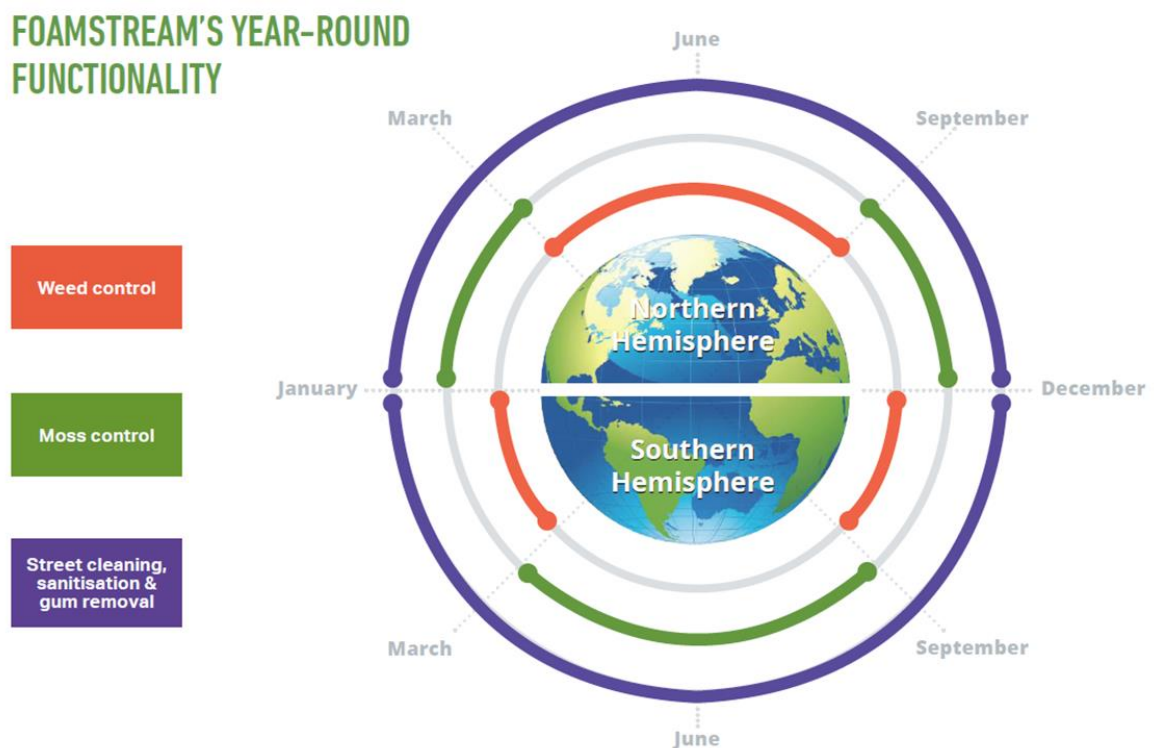 FOAMSTREAM'S YEAR-ROUND
FUNCTIONALITY
June
March
September
Weed control
Northern
Hemisphere
January
December
Moss control
Southern
Hemisphere
Street cleaning,
sanitisation &
gum removal
March
September
June